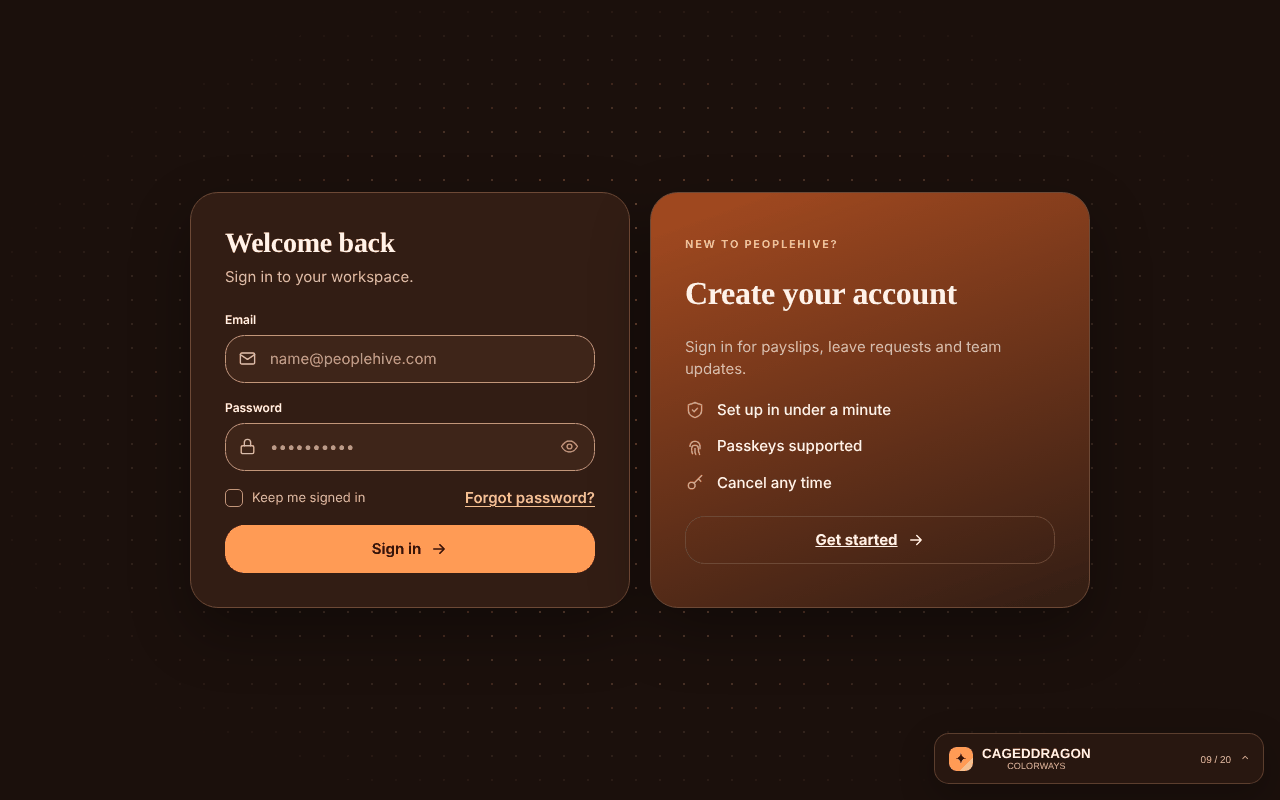 Welcome back
Sign in to your workspace.
Email
name@peoplehive.com
Password
••••••••••
Keep me signed in
Forgot password?
Sign in →
NEW TO PEOPLEHIVE?
Create your account
Sign in for payslips, leave requests and team
updates.
Set up in under a minute
Passkeys supported
Cancel any time
Get started →
CAGEDDRAGON
COLORWAYS
09 / 20